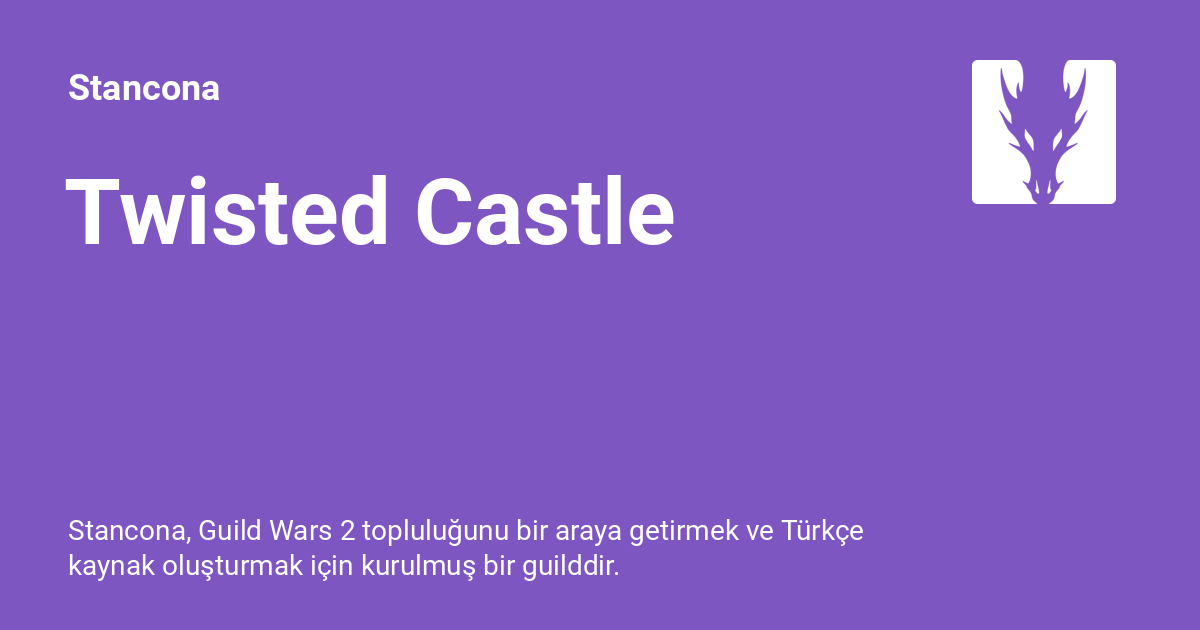 Stancona
Twisted Castle
Stancona, Guild Wars 2 topluluğunu bir araya getirmek ve Türkçe
kaynak oluşturmak için kurulmuş bir guilddir.